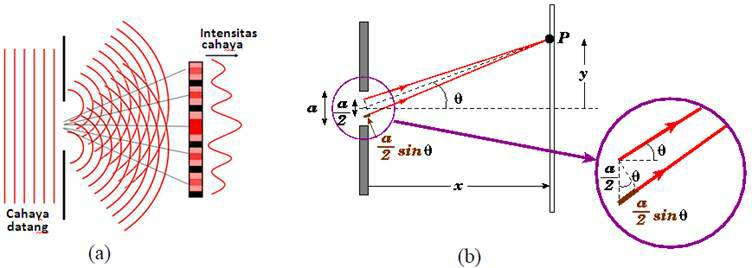 Intensitas
cahaya
Cahaya
datang
(a)
P
y
θ
a
a/2
a/2 sin θ
x
(b)
θ
a/2
θ
a/2 sin θ